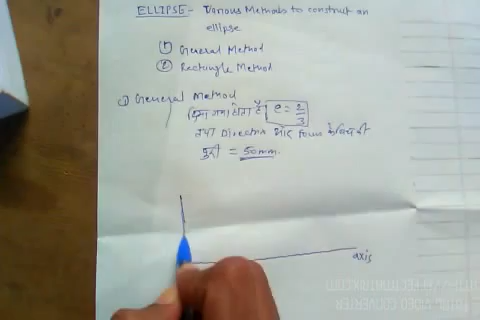 ELLIPSE:- Various Methods to construct an
ellipse
① General Method
② Rectangle Method
① General Method
दिया गया होता है e = 2/3
तथा Directrix और Focus के बीच की
दूरी = 50mm.
axis